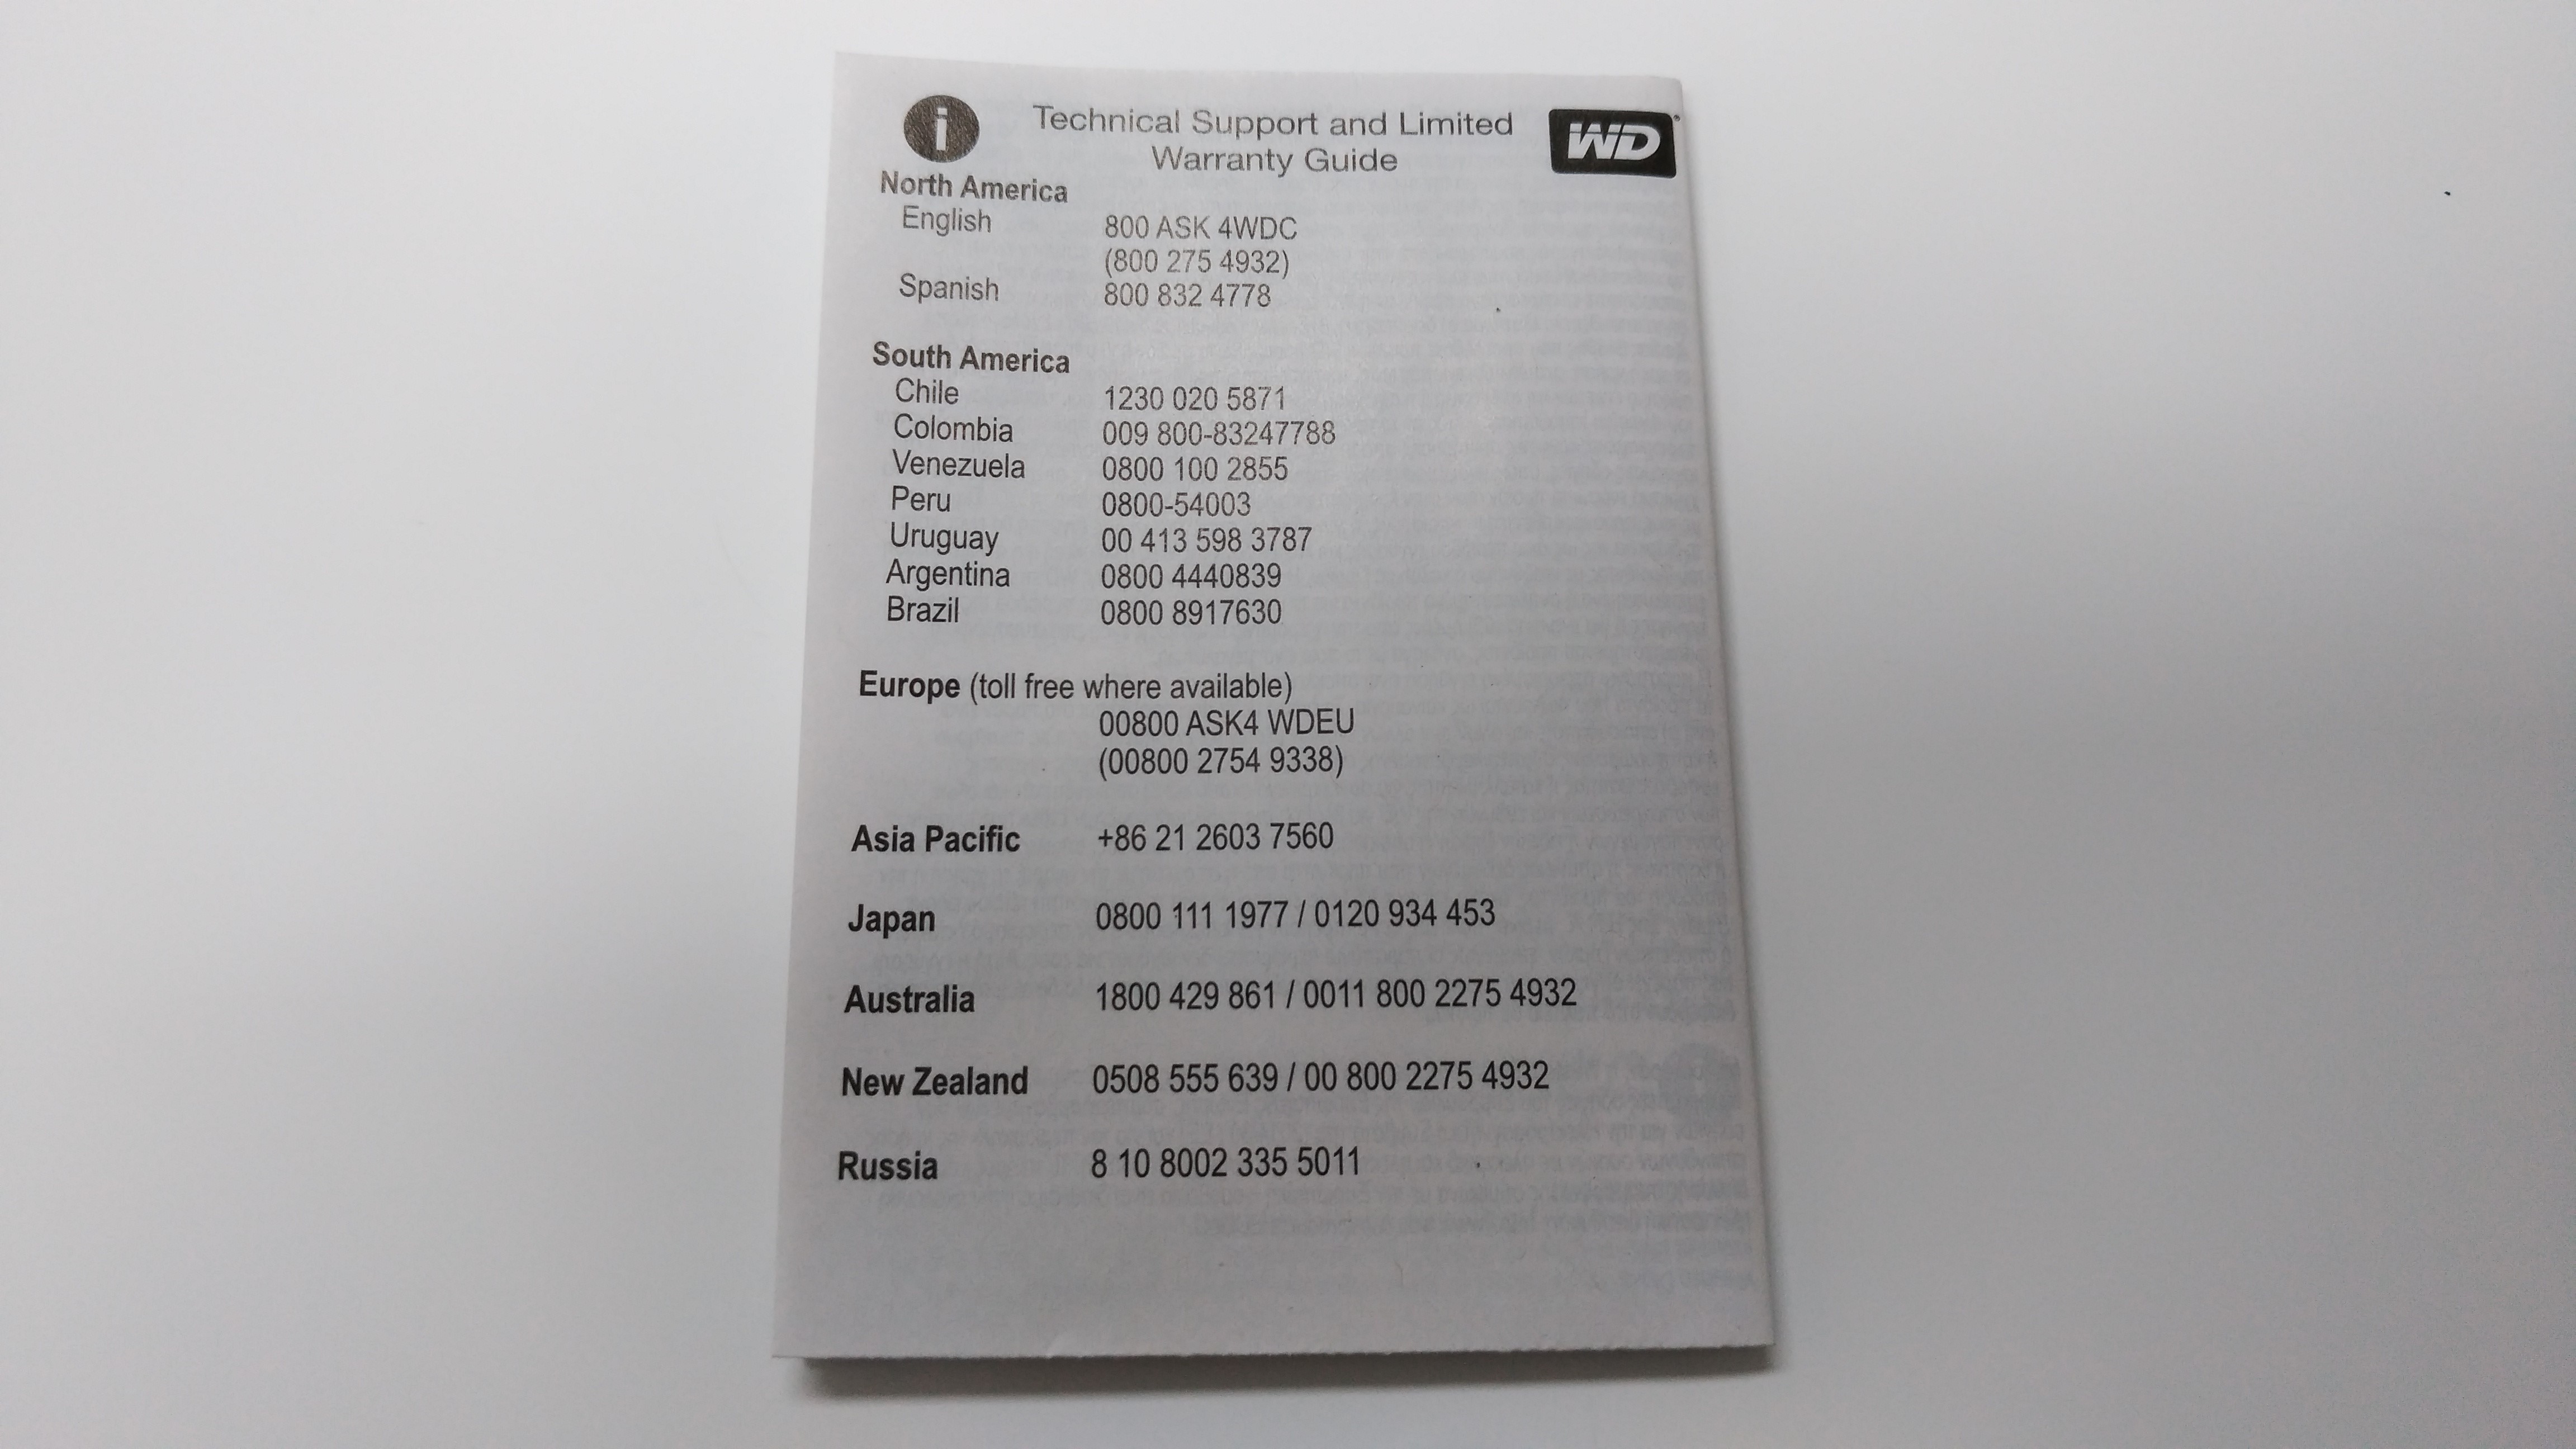 i
Technical Support and Limited
Warranty Guide
WD®
North America
English 800 ASK 4WDC
(800 275 4932)
Spanish 800 832 4778
South America
Chile 1230 020 5871
Colombia 009 800-83247788
Venezuela 0800 100 2855
Peru 0800-54003
Uruguay 00 413 598 3787
Argentina 0800 4440839
Brazil 0800 8917630
Europe (toll free where available)
00800 ASK4 WDEU
(00800 2754 9338)
Asia Pacific +86 21 2603 7560
Japan 0800 111 1977 / 0120 934 453
Australia 1800 429 861 / 0011 800 2275 4932
New Zealand 0508 555 639 / 00 800 2275 4932
Russia 8 10 8002 335 5011